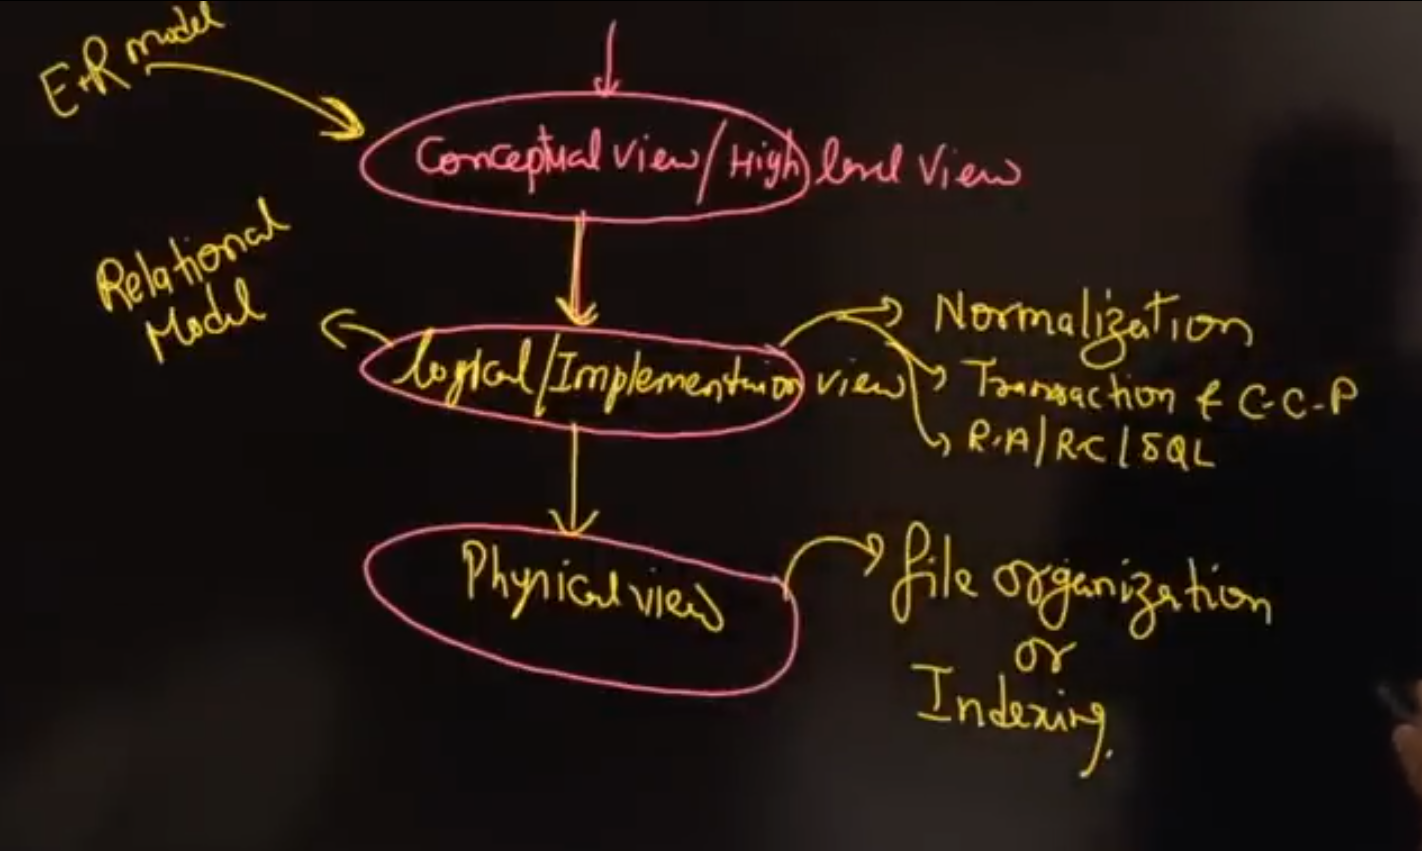 E-R model
Conceptual view/High level View
Relational
Model
logical/Implementation view
Normalization
Transaction & C-C-P
R.A/RC/SQL
Physical view
file organization
or
Indexing.